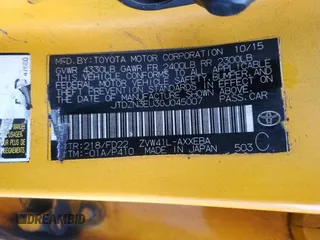 MFD. BY: TOYOTA MOTOR CORPORATION 10/15
GVWR 4330LB GAWR FR 2400LB RR 2300LB
THIS VEHICLE CONFORMS TO ALL APPLICABLE
FEDERAL MOTOR VEHICLE SAFETY, BUMPER, AND
THEFT PREVENTION STANDARDS IN EFFECT ON
THE DATE OF MANUFACTURE SHOWN ABOVE.
JTDZN3EU3GJ045007 PASS.CAR
C/TR: 218/FD22 ZVW41L-AXXEBA
A/TM: -01A/P410 MADE IN JAPAN 503 C
DREAMBID